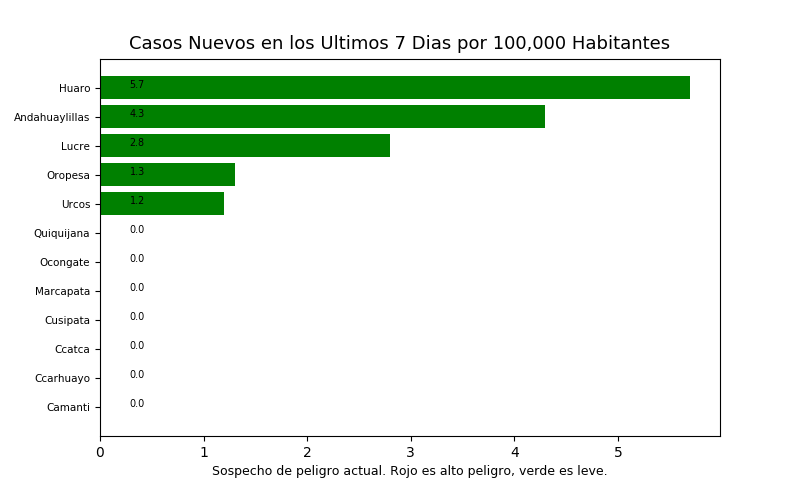 Casos Nuevos en los Ultimos 7 Dias por 100,000 Habitantes
Huaro 5.7
Andahuaylillas 4.3
Lucre 2.8
Oropesa 1.3
Urcos 1.2
Quiquijana 0.0
Ocongate 0.0
Marcapata 0.0
Cusipata 0.0
Ccatca 0.0
Ccarhuayo 0.0
Camanti 0.0
0 1 2 3 4 5
Sospecho de peligro actual. Rojo es alto peligro, verde es leve.